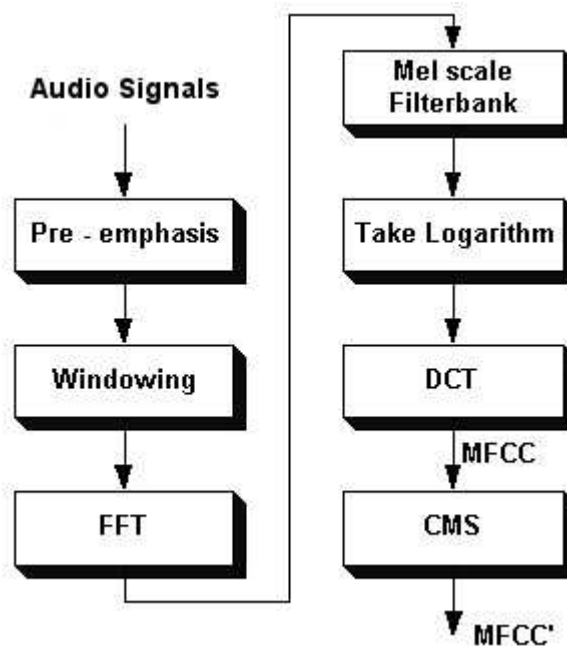 Audio Signals
Pre - emphasis
Windowing
FFT
Mel scale
Filterbank
Take Logarithm
DCT
MFCC
CMS
MFCC'